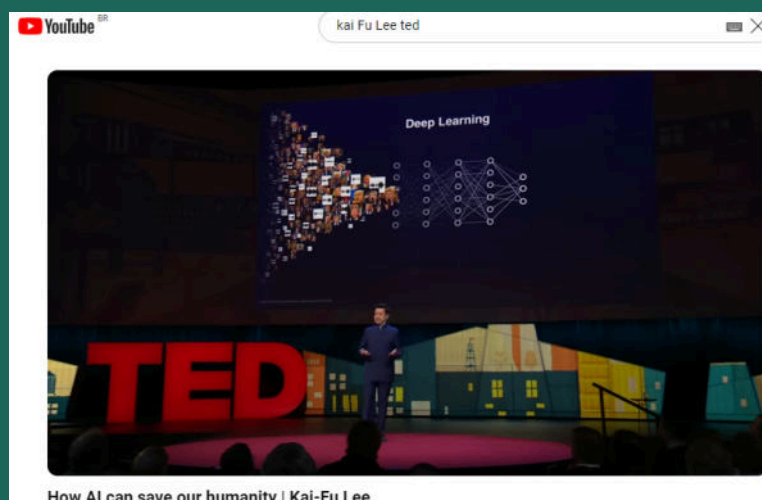 YouTube BR
kai Fu Lee ted
Deep Learning
TED
How AI can save our humanity | Kai-Fu Lee